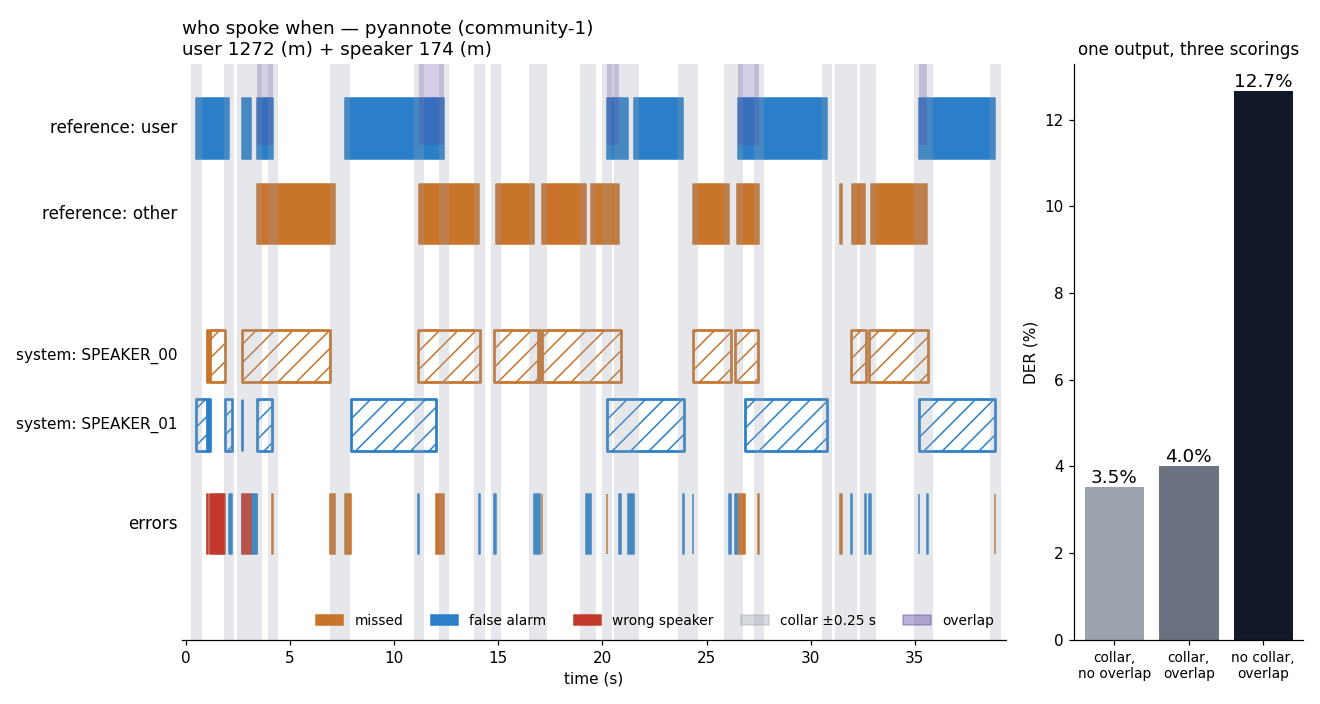 who spoke when — pyannote (community-1)
user 1272 (m) + speaker 174 (m)
one output, three scorings
reference: user
reference: other
system: SPEAKER_00
system: SPEAKER_01
errors
missed
false alarm
wrong speaker
collar ±0.25 s
overlap
0
5
10
15
20
25
30
35
time (s)
DER (%)
12
10
8
6
4
2
0
3.5%
4.0%
12.7%
collar,
no overlap
collar,
overlap
no collar,
overlap